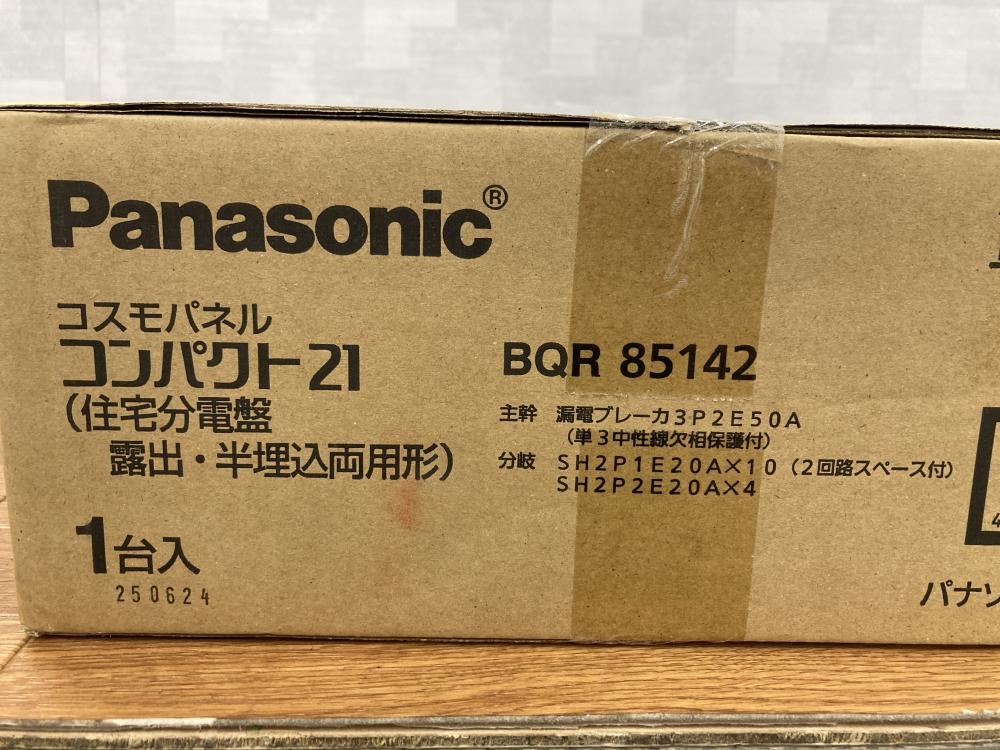 Panasonic®
コスモパネル
コンパクト21
(住宅分電盤
露出・半埋込両用形)
1台入
250624
BQR 85142
主幹 漏電ブレーカ3P2E50A
(単3中性線欠相保護付)
分岐 SH2P1E20A×10 (2回路スペース付)
SH2P2E20A×4
パナソ